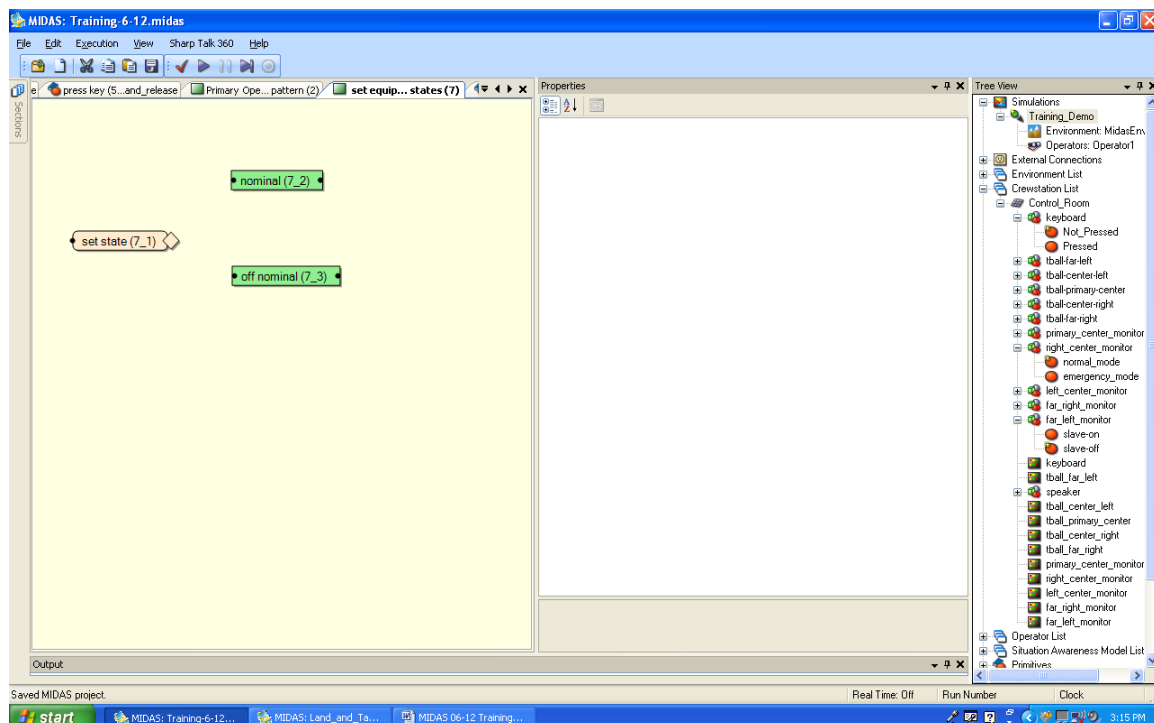 MIDAS: Training-6-12.midas
File Edit Execution View Sharp Talk 360 Help
Sections
e press key (5...and_release Primary Ope... pattern (2) set equip... states (7)
nominal (7_2)
set state (7_1)
off nominal (7_3)
Properties
Tree View
Simulations
Training_Demo
Environment: MidasEnv
Operators: Operator1
External Connections
Environment List
Crewstation List
Control_Room
keyboard
Not_Pressed
Pressed
tball-far-left
tball-center-left
tball-primary-center
tball-center-right
tball-far-right
primary_center_monitor
right_center_monitor
normal_mode
emergency_mode
left_center_monitor
far_right_monitor
far_left_monitor
slave-on
slave-off
keyboard
tball_far_left
speaker
tball_center_left
tball_primary_center
tball_center_right
tball_far_right
primary_center_monitor
right_center_monitor
left_center_monitor
far_right_monitor
far_left_monitor
Operator List
Situation Awareness Model List
Primitives
Output
Saved MIDAS project. Real Time: Off Run Number Clock
start MIDAS: Training-6-12... MIDAS: Land_and_Ta... MIDAS 06-12 Training... 3:15 PM